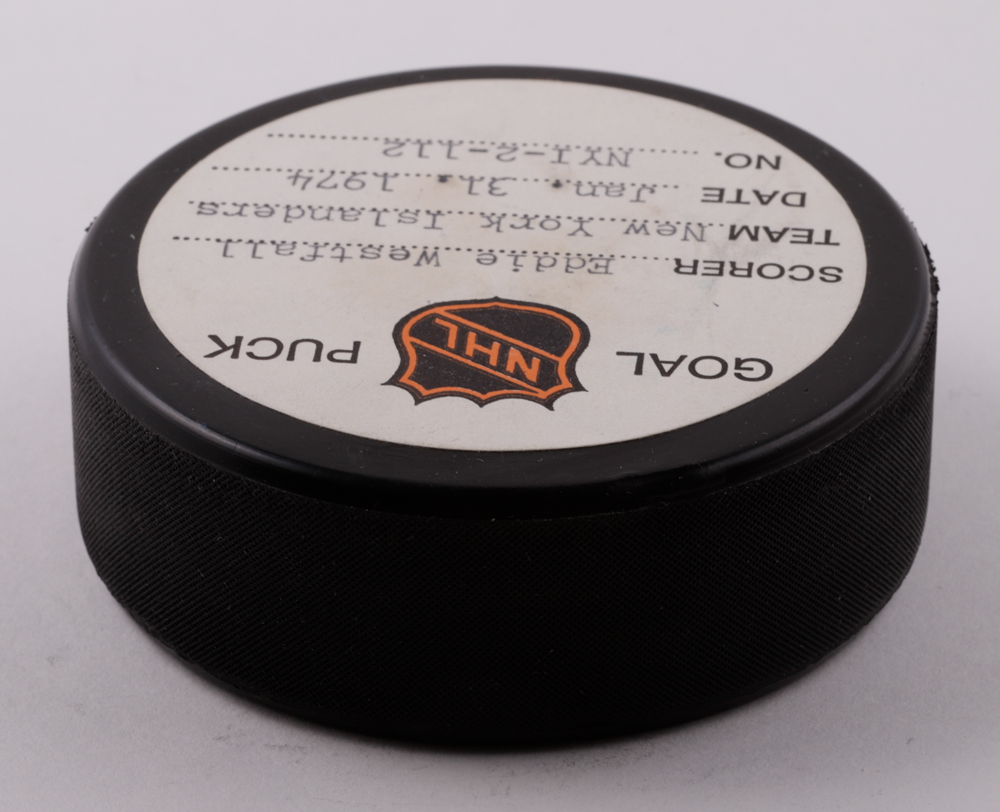 GOAL NHL PUCK
SCORER Eddie Westfall
TEAM New York Islanders
DATE Jan. 31, 1974
NO. NYI-2-112